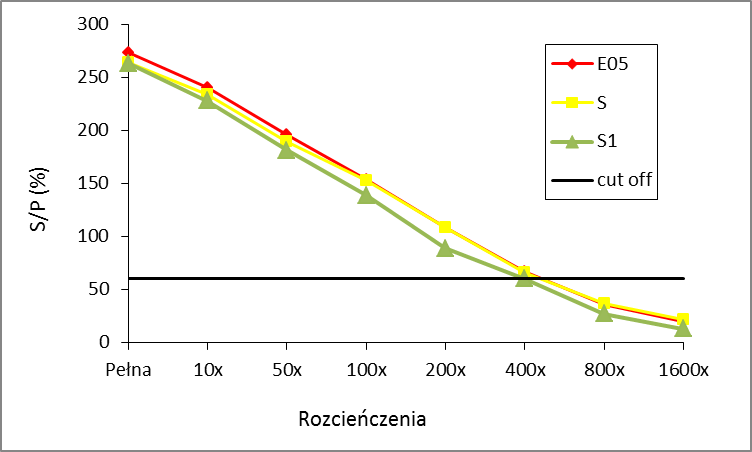 300
250
200
150
100
50
0
S/P (%)
E05
S
S1
cut off
Pełna 10x 50x 100x 200x 400x 800x 1600x
Rozcieńczenia